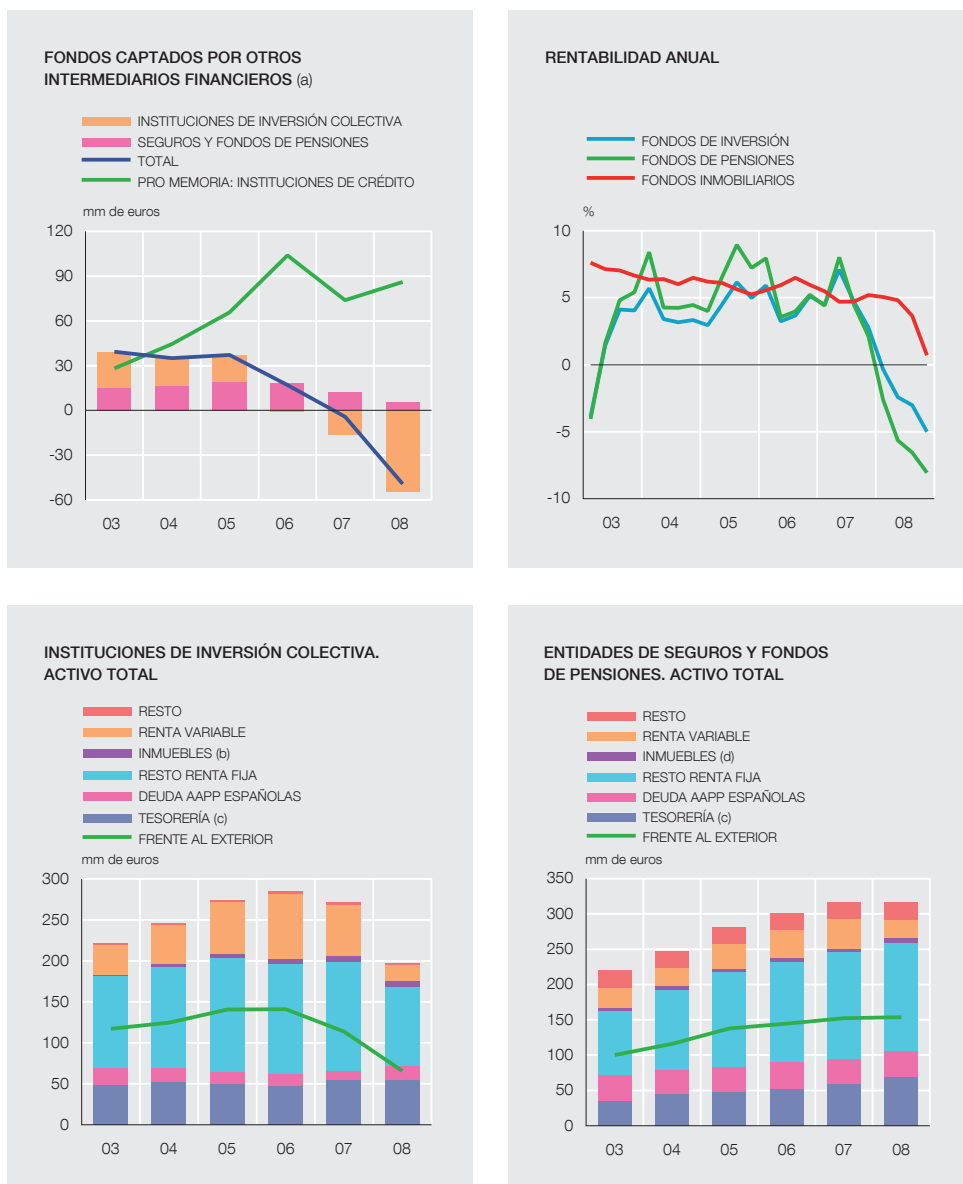 FONDOS CAPTADOS POR OTROS
INTERMEDIARIOS FINANCIEROS (a)
INSTITUCIONES DE INVERSIÓN COLECTIVA
SEGUROS Y FONDOS DE PENSIONES
TOTAL
PRO MEMORIA: INSTITUCIONES DE CRÉDITO
mm de euros
120
90
60
30
0
-30
-60
03 04 05 06 07 08
RENTABILIDAD ANUAL
FONDOS DE INVERSIÓN
FONDOS DE PENSIONES
FONDOS INMOBILIARIOS
%
10
5
0
-5
-10
03 04 05 06 07 08
INSTITUCIONES DE INVERSIÓN COLECTIVA.
ACTIVO TOTAL
RESTO
RENTA VARIABLE
INMUEBLES (b)
RESTO RENTA FIJA
DEUDA AAPP ESPAÑOLAS
TESORERÍA (c)
FRENTE AL EXTERIOR
mm de euros
300
250
200
150
100
50
0
03 04 05 06 07 08
ENTIDADES DE SEGUROS Y FONDOS
DE PENSIONES. ACTIVO TOTAL
RESTO
RENTA VARIABLE
INMUEBLES (d)
RESTO RENTA FIJA
DEUDA AAPP ESPAÑOLAS
TESORERÍA (c)
FRENTE AL EXTERIOR
mm de euros
350
300
250
200
150
100
50
0
03 04 05 06 07 08